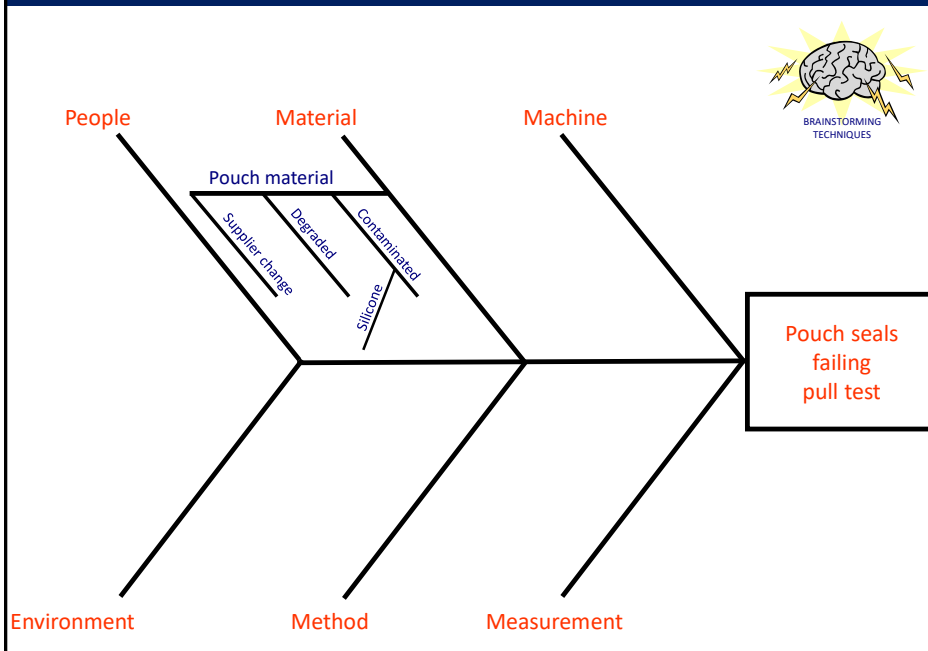 BRAINSTORMING
TECHNIQUES
People
Material
Machine
Pouch material
Supplier change
Degraded
Contaminated
Silicone
Pouch seals
failing
pull test
Environment
Method
Measurement